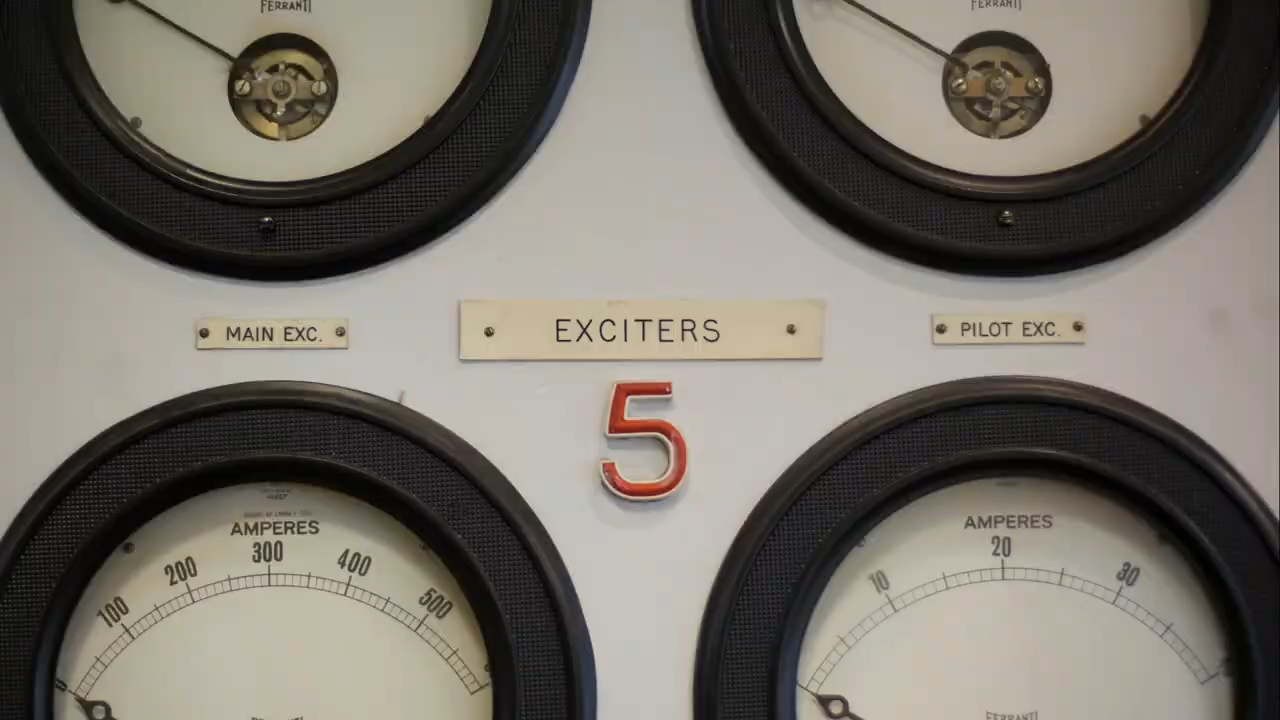 FERRANTI
FERRANTI
MAIN EXC.
EXCITERS
PILOT EXC.
5
AMPERES
100 200 300 400 500
AMPERES
10 20 30
FERRANTI
FERRANTI